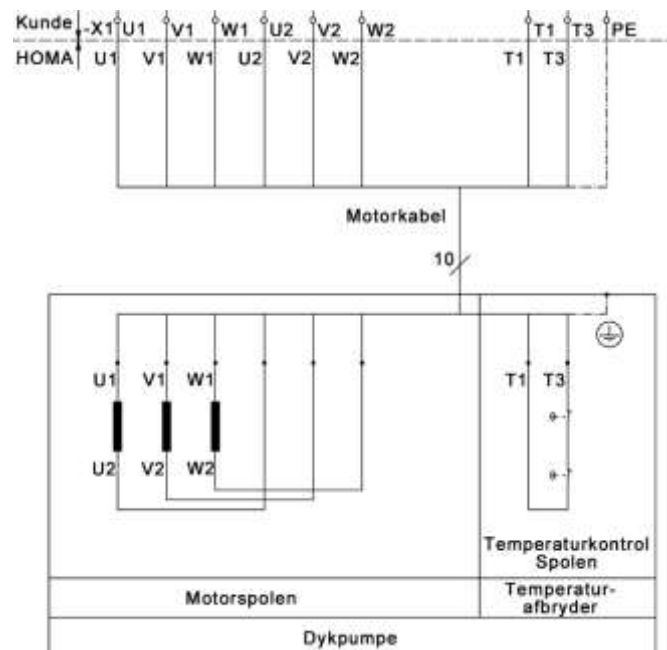 Kunde -X1 U1 V1 W1 U2 V2 W2 T1 T3 PE
HOMA U1 V1 W1 U2 V2 W2 T1 T3
Motorkabel
10
U1 V1 W1 T1 T3
U2 V2 W2
Temperaturkontrol
Spolen
Motorspolen
Temperatur-
afbryder
Dykpumpe